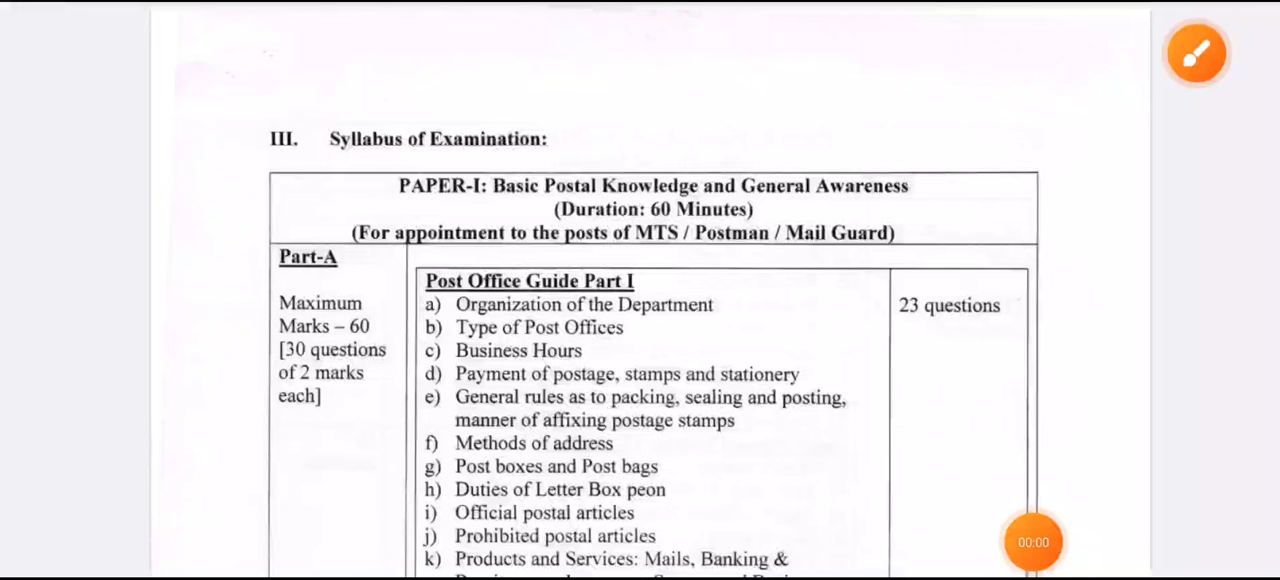 III. Syllabus of Examination:
PAPER-I: Basic Postal Knowledge and General Awareness
(Duration: 60 Minutes)
(For appointment to the posts of MTS / Postman / Mail Guard)
Part-A
Maximum
Marks – 60
[30 questions
of 2 marks
each]
Post Office Guide Part I
a) Organization of the Department
b) Type of Post Offices
c) Business Hours
d) Payment of postage, stamps and stationery
e) General rules as to packing, sealing and posting,
manner of affixing postage stamps
f) Methods of address
g) Post boxes and Post bags
h) Duties of Letter Box peon
i) Official postal articles
j) Prohibited postal articles
k) Products and Services: Mails, Banking &
23 questions
00:00